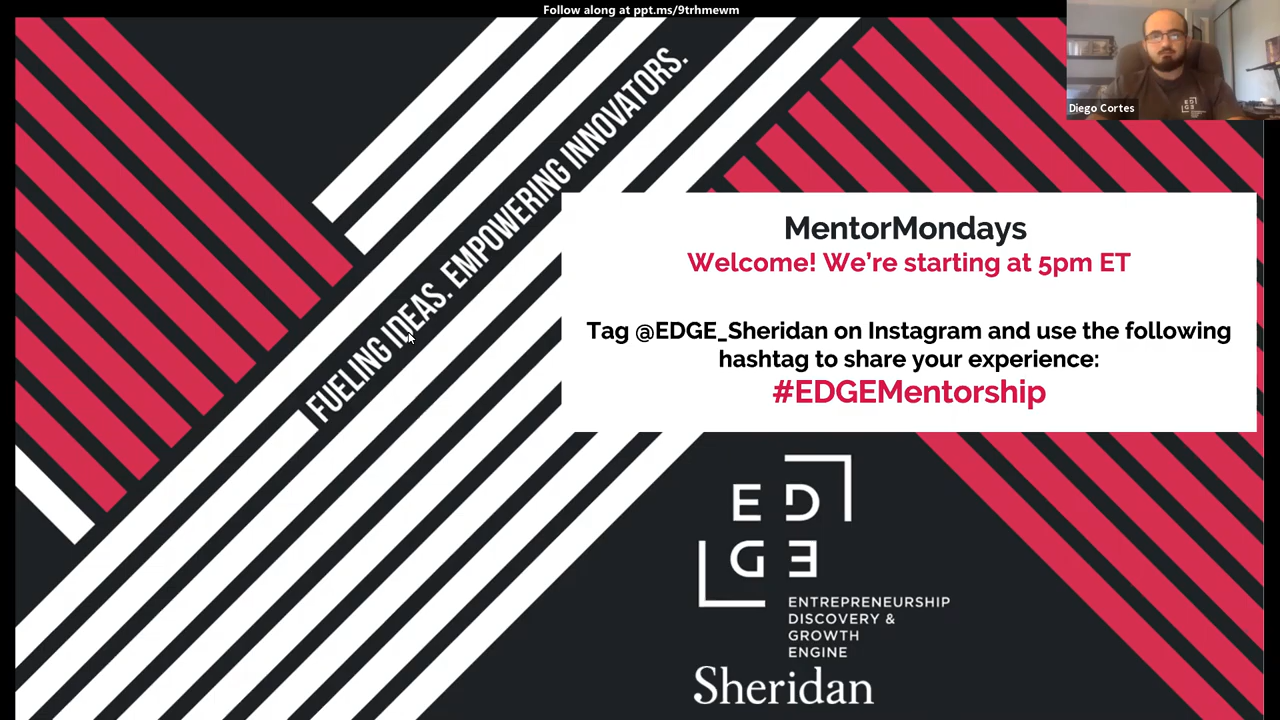 Follow along at ppt.ms/9trhmewm
Diego Cortes
FUELING IDEAS. EMPOWERING INNOVATORS.
MentorMondays
Welcome! We’re starting at 5pm ET
Tag @EDGE_Sheridan on Instagram and use the following
hashtag to share your experience:
#EDGEMentorship
ED
GE
ENTREPRENEURSHIP
DISCOVERY &
GROWTH
ENGINE
Sheridan